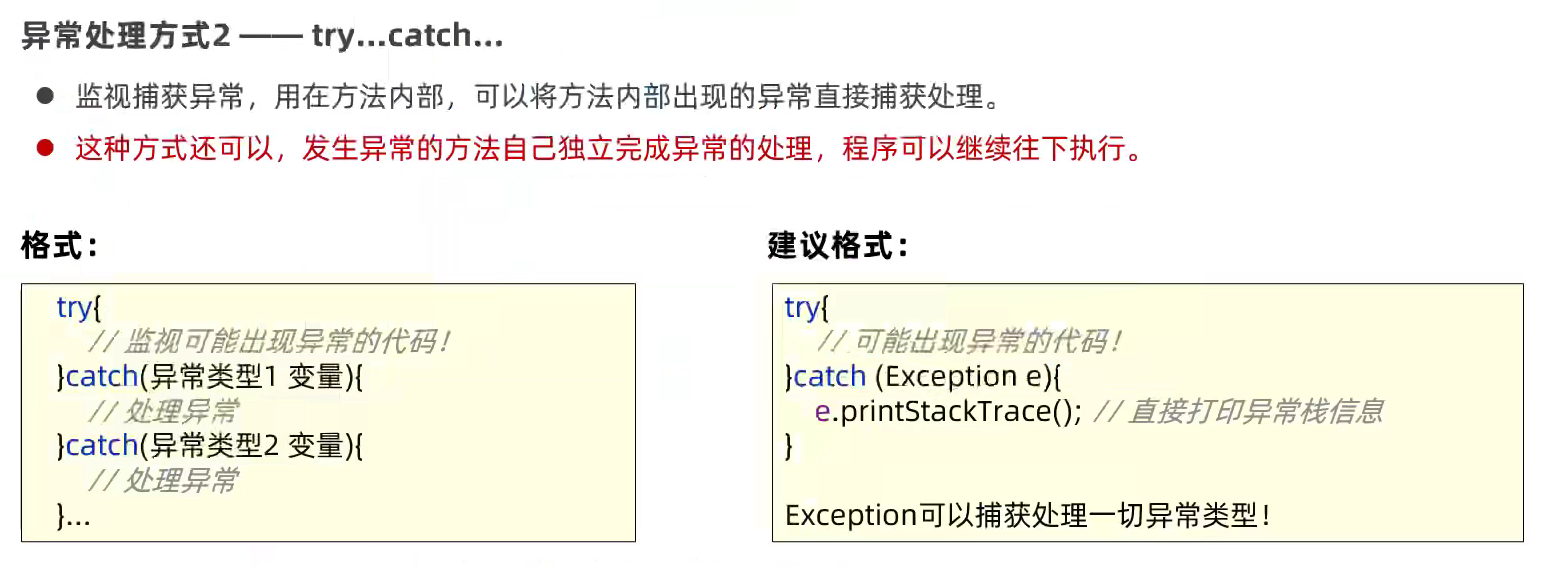 异常处理方式2 —— try…catch…
● 监视捕获异常，用在方法内部，可以将方法内部出现的异常直接捕获处理。
● 这种方式还可以，发生异常的方法自己独立完成异常的处理，程序可以继续往下执行。
格式：
try{
// 监视可能出现异常的代码！
}catch(异常类型1 变量){
// 处理异常
}catch(异常类型2 变量){
// 处理异常
}...
建议格式：
try{
// 可能出现异常的代码！
}catch (Exception e){
e.printStackTrace(); // 直接打印异常栈信息
}
Exception可以捕获处理一切异常类型！